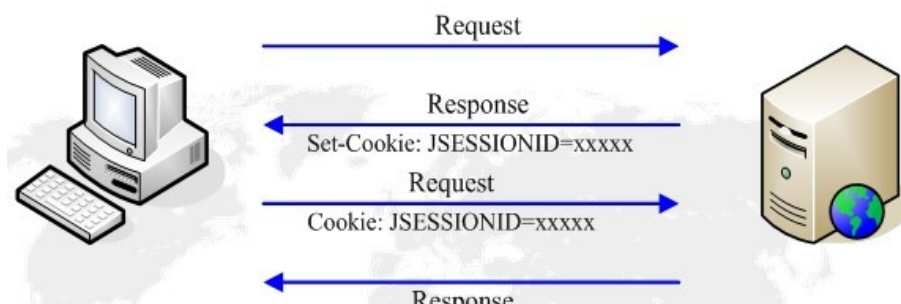 Request
Response
Set-Cookie: JSESSIONID=xxxxx
Request
Cookie: JSESSIONID=xxxxx
Response